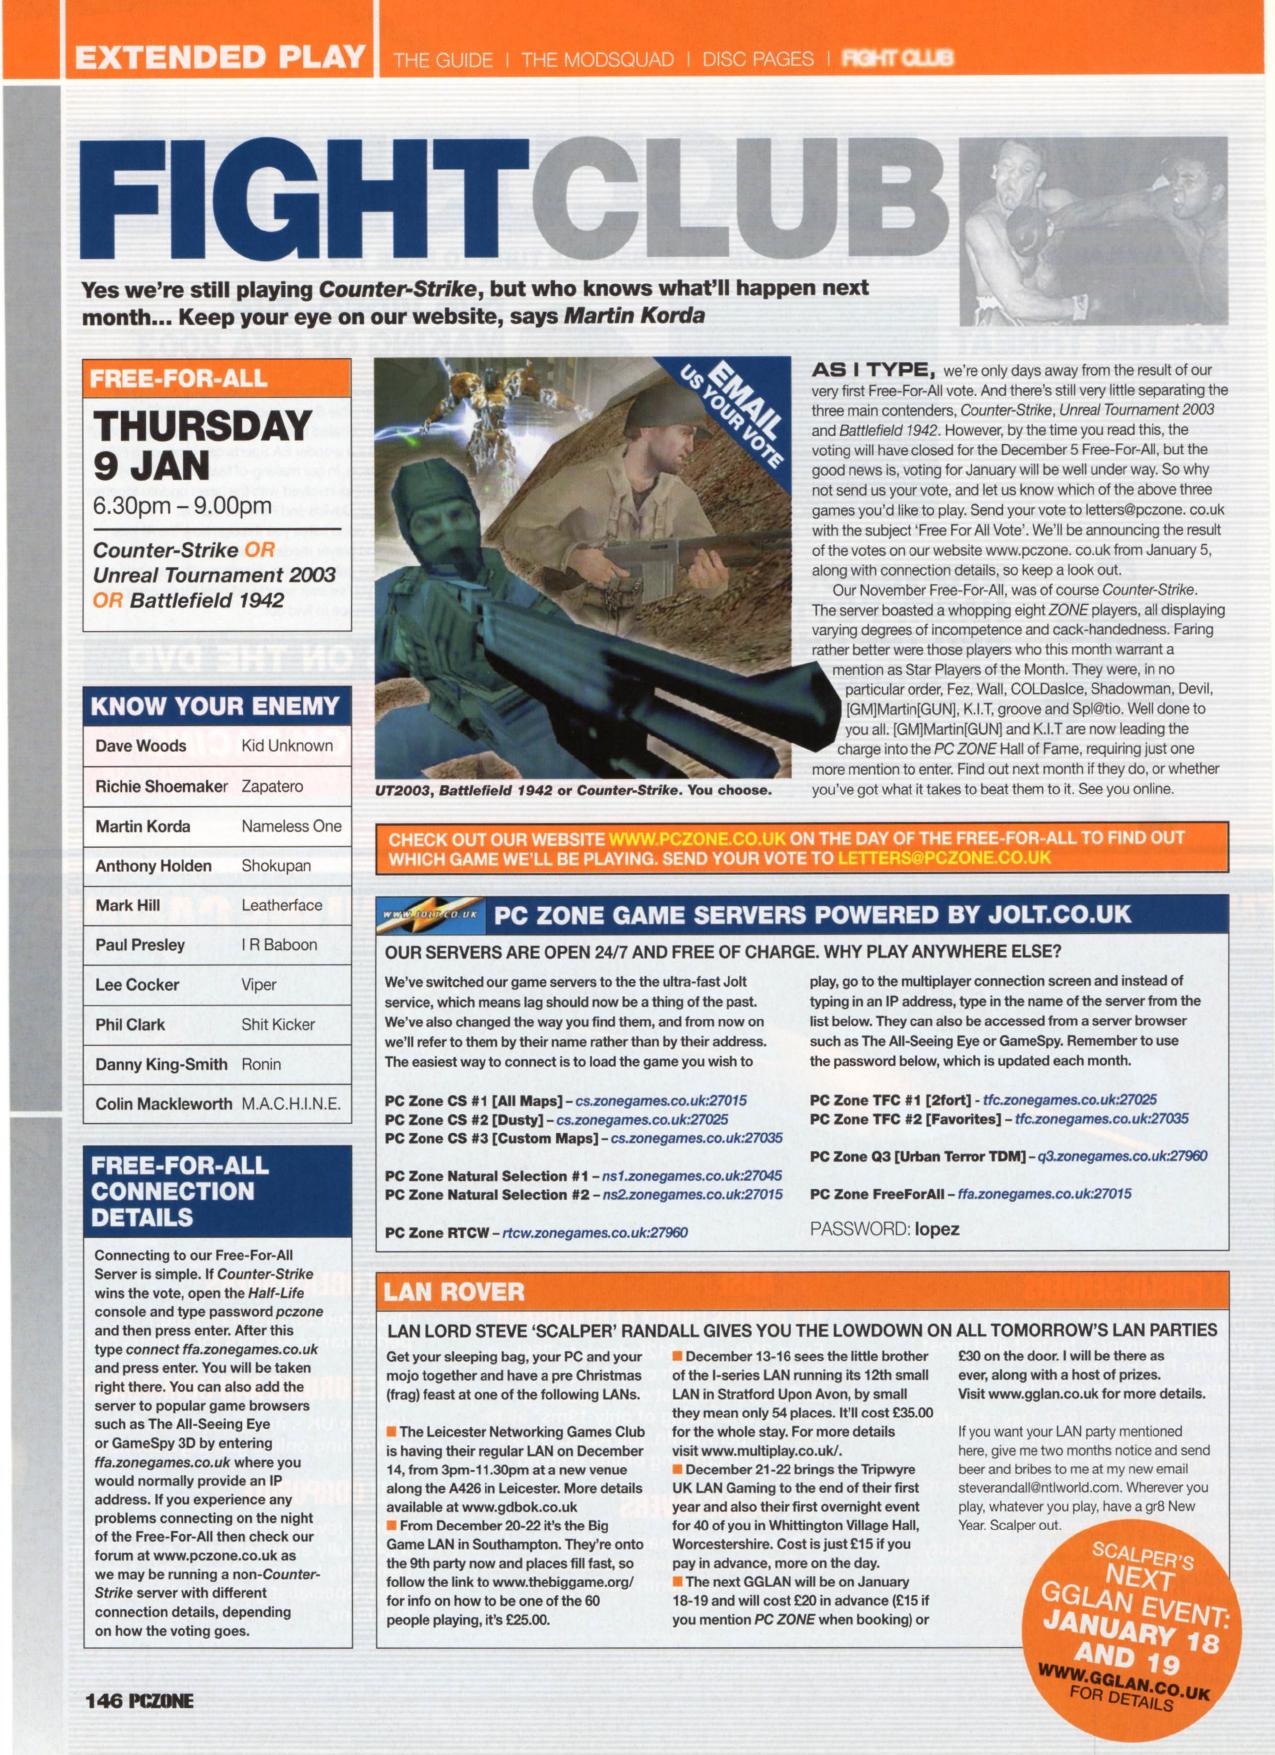 EXTENDED PLAY
THE GUIDE | THE MODSQUAD | DISC PAGES | FIGHT CLUB
FIGHTCLUB
Yes we're still playing Counter-Strike, but who knows what'll happen next
month... Keep your eye on our website, says Martin Korda
FREE-FOR-ALL
THURSDAY
9 JAN
6.30pm – 9.00pm
Counter-Strike OR
Unreal Tournament 2003
OR Battlefield 1942
KNOW YOUR ENEMY
Dave Woods Kid Unknown
Richie Shoemaker Zapatero
Martin Korda Nameless One
Anthony Holden Shokupan
Mark Hill Leatherface
Paul Presley I R Baboon
Lee Cocker Viper
Phil Clark Shit Kicker
Danny King-Smith Ronin
Colin Mackleworth M.A.C.H.I.N.E.
FREE-FOR-ALL
CONNECTION
DETAILS
Connecting to our Free-For-All
Server is simple. If Counter-Strike
wins the vote, open the Half-Life
console and type password pczone
and then press enter. After this
type connect ffa.zonegames.co.uk
and press enter. You will be taken
right there. You can also add the
server to popular game browsers
such as The All-Seeing Eye
or GameSpy 3D by entering
ffa.zonegames.co.uk where you
would normally provide an IP
address. If you experience any
problems connecting on the night
of the Free-For-All then check our
forum at www.pczone.co.uk as
we may be running a non-Counter-
Strike server with different
connection details, depending
on how the voting goes.
EMAIL
US YOUR VOTE
UT2003, Battlefield 1942 or Counter-Strike. You choose.
AS I TYPE, we're only days away from the result of our
very first Free-For-All vote. And there's still very little separating the
three main contenders, Counter-Strike, Unreal Tournament 2003
and Battlefield 1942. However, by the time you read this, the
voting will have closed for the December 5 Free-For-All, but the
good news is, voting for January will be well under way. So why
not send us your vote, and let us know which of the above three
games you'd like to play. Send your vote to letters@pczone. co.uk
with the subject 'Free For All Vote'. We'll be announcing the result
of the votes on our website www.pczone. co.uk from January 5,
along with connection details, so keep a look out.
Our November Free-For-All, was of course Counter-Strike.
The server boasted a whopping eight ZONE players, all displaying
varying degrees of incompetence and cack-handedness. Faring
rather better were those players who this month warrant a
mention as Star Players of the Month. They were, in no
particular order, Fez, Wall, COLDasIce, Shadowman, Devil,
[GM]Martin[GUN], K.I.T, groove and Spl@tio. Well done to
you all. [GM]Martin[GUN] and K.I.T are now leading the
charge into the PC ZONE Hall of Fame, requiring just one
more mention to enter. Find out next month if they do, or whether
you've got what it takes to beat them to it. See you online.
CHECK OUT OUR WEBSITE WWW.PCZONE.CO.UK ON THE DAY OF THE FREE-FOR-ALL TO FIND OUT
WHICH GAME WE'LL BE PLAYING. SEND YOUR VOTE TO LETTERS@PCZONE.CO.UK
WWW.JOLT.CO.UK
PC ZONE GAME SERVERS POWERED BY JOLT.CO.UK
OUR SERVERS ARE OPEN 24/7 AND FREE OF CHARGE. WHY PLAY ANYWHERE ELSE?
We've switched our game servers to the the ultra-fast Jolt
service, which means lag should now be a thing of the past.
We've also changed the way you find them, and from now on
we'll refer to them by their name rather than by their address.
The easiest way to connect is to load the game you wish to
play, go to the multiplayer connection screen and instead of
typing in an IP address, type in the name of the server from the
list below. They can also be accessed from a server browser
such as The All-Seeing Eye or GameSpy. Remember to use
the password below, which is updated each month.
PC Zone CS #1 [All Maps] – cs.zonegames.co.uk:27015
PC Zone CS #2 [Dusty] – cs.zonegames.co.uk:27025
PC Zone CS #3 [Custom Maps] – cs.zonegames.co.uk:27035
PC Zone Natural Selection #1 – ns1.zonegames.co.uk:27045
PC Zone Natural Selection #2 – ns2.zonegames.co.uk:27015
PC Zone RTCW – rtcw.zonegames.co.uk:27960
PC Zone TFC #1 [2fort] - tfc.zonegames.co.uk:27025
PC Zone TFC #2 [Favorites] – tfc.zonegames.co.uk:27035
PC Zone Q3 [Urban Terror TDM] – q3.zonegames.co.uk:27960
PC Zone FreeForAll – ffa.zonegames.co.uk:27015
PASSWORD: lopez
LAN ROVER
LAN LORD STEVE 'SCALPER' RANDALL GIVES YOU THE LOWDOWN ON ALL TOMORROW'S LAN PARTIES
Get your sleeping bag, your PC and your
mojo together and have a pre Christmas
(frag) feast at one of the following LANs.
■ The Leicester Networking Games Club
is having their regular LAN on December
14, from 3pm-11.30pm at a new venue
along the A426 in Leicester. More details
available at www.gdbok.co.uk
■ From December 20-22 it's the Big
Game LAN in Southampton. They're onto
the 9th party now and places fill fast, so
follow the link to www.thebiggame.org/
for info on how to be one of the 60
people playing, it's £25.00.
■ December 13-16 sees the little brother
of the I-series LAN running its 12th small
LAN in Stratford Upon Avon, by small
they mean only 54 places. It'll cost £35.00
for the whole stay. For more details
visit www.multiplay.co.uk/.
■ December 21-22 brings the Tripwyre
UK LAN Gaming to the end of their first
year and also their first overnight event
for 40 of you in Whittington Village Hall,
Worcestershire. Cost is just £15 if you
pay in advance, more on the day.
■ The next GGLAN will be on January
18-19 and will cost £20 in advance (£15 if
you mention PC ZONE when booking) or
£30 on the door. I will be there as
ever, along with a host of prizes.
Visit www.gglan.co.uk for more details.
If you want your LAN party mentioned
here, give me two months notice and send
beer and bribes to me at my new email
steverandall@ntlworld.com. Wherever you
play, whatever you play, have a gr8 New
Year. Scalper out.
SCALPER'S
NEXT
GGLAN EVENT:
JANUARY 18
AND 19
WWW.GGLAN.CO.UK
FOR DETAILS
146 PCZONE